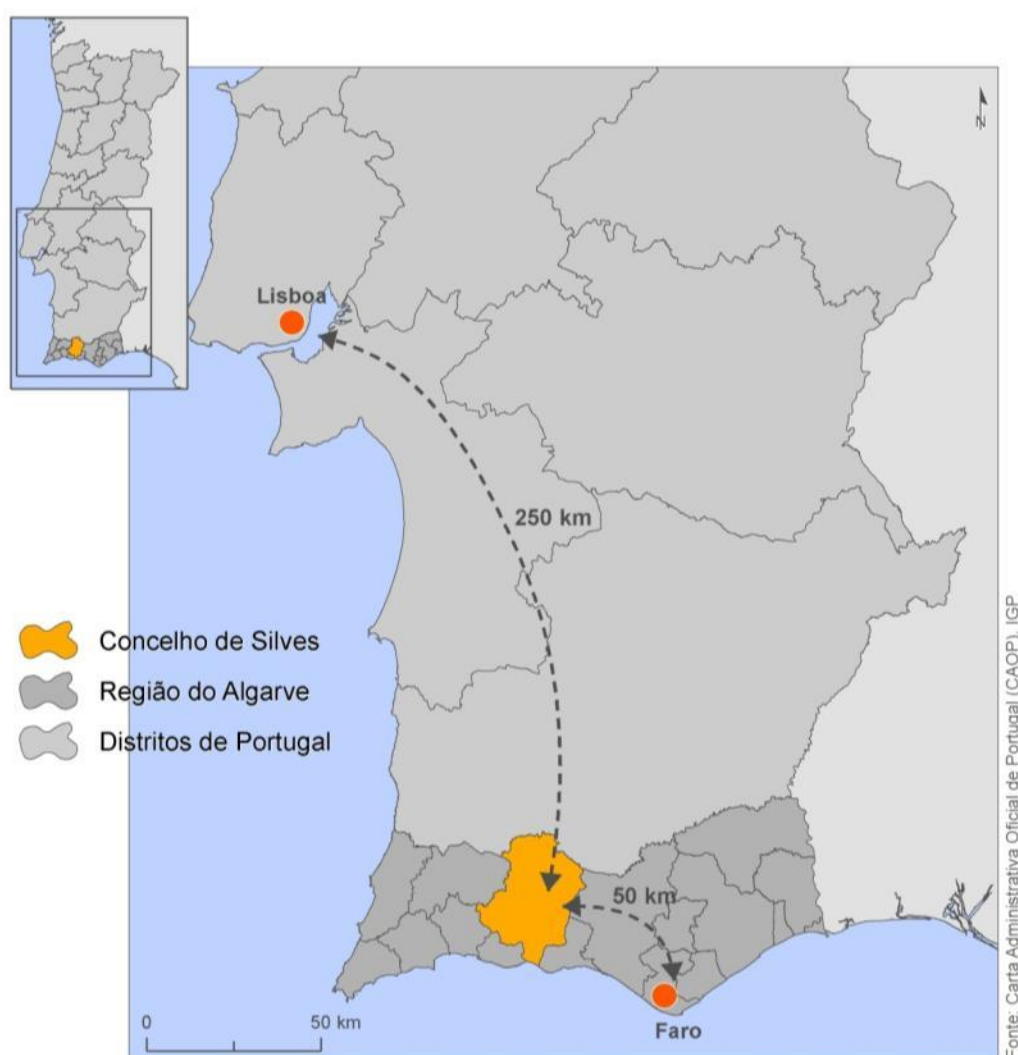 N
Lisboa
250 km
Concelho de Silves
Região do Algarve
Distritos de Portugal
50 km
0
50 km
Faro
Fonte: Carta Administrativa Oficial de Portugal (CAOP), IGP